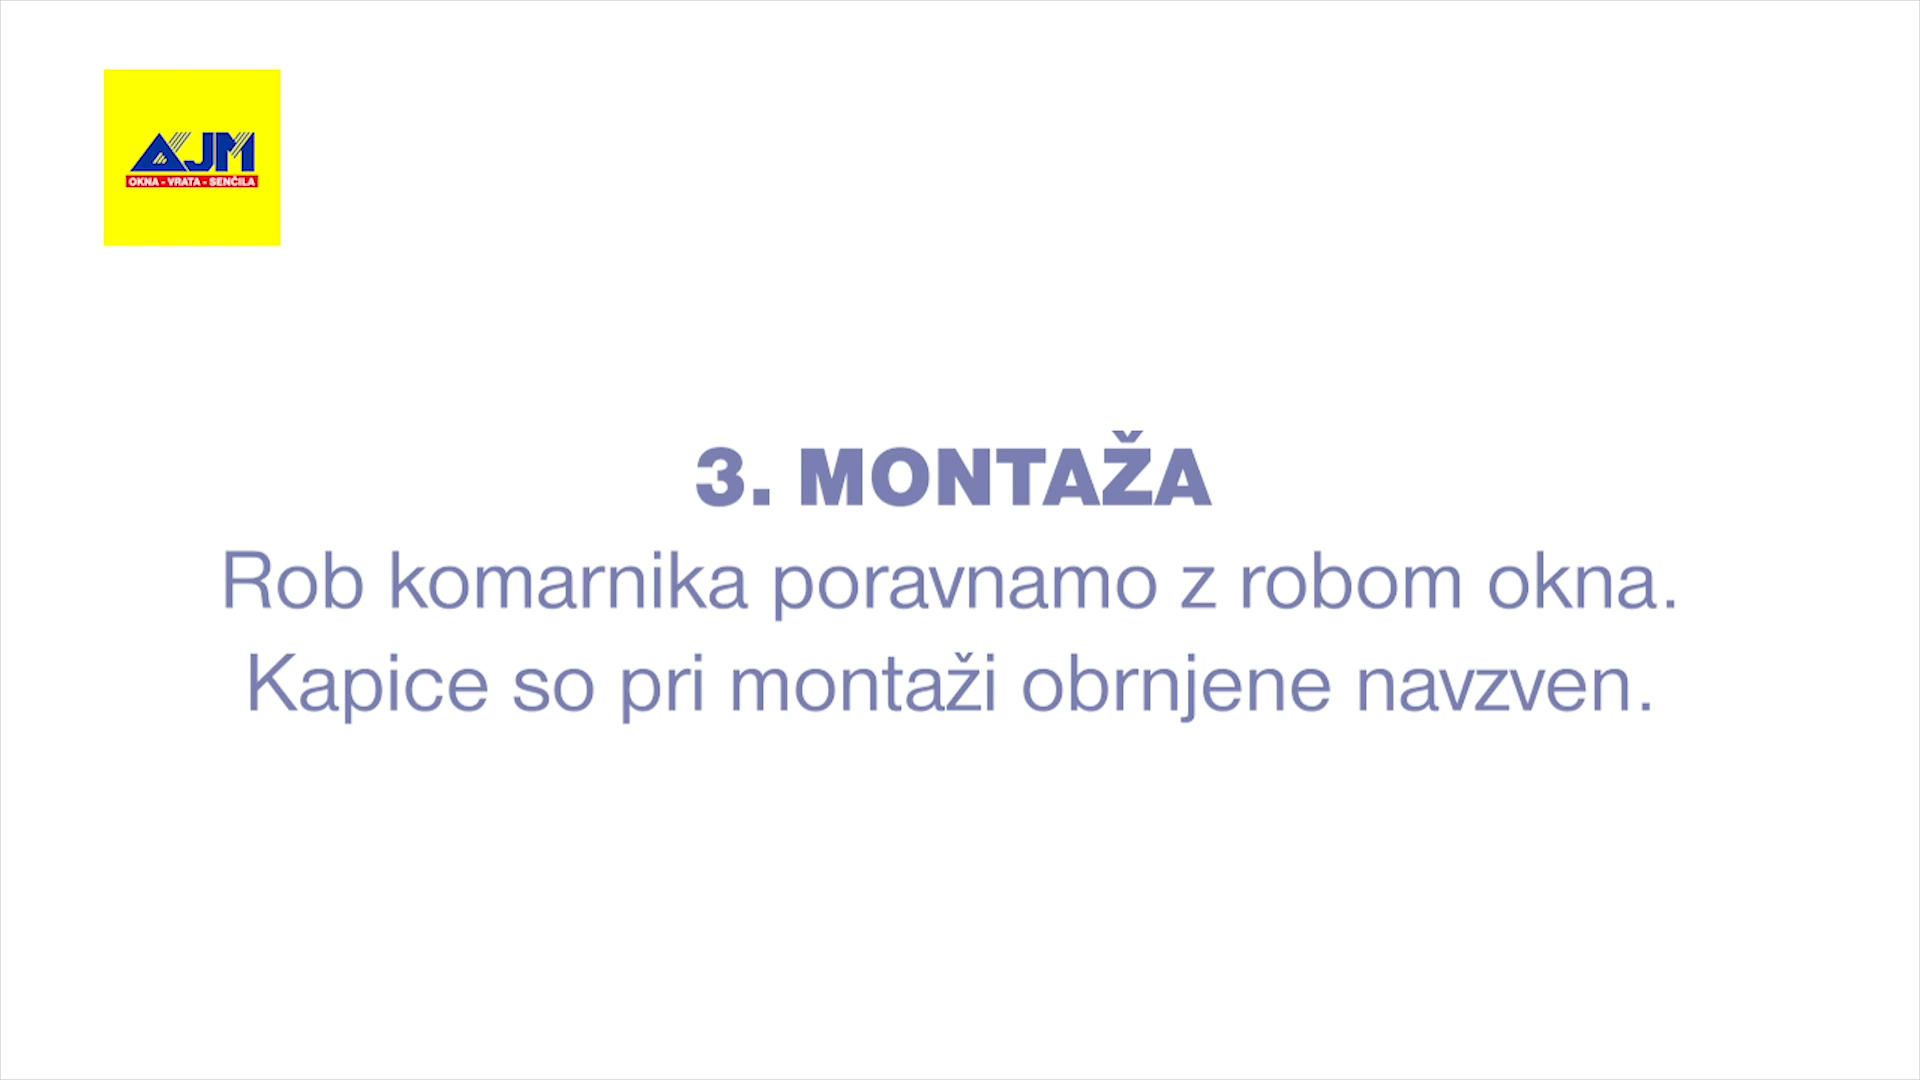 AJM
OKNA - VRATA - SENČILA
3. MONTAŽA
Rob komarnika poravnamo z robom okna.
Kapice so pri montaži obrnjene navzven.